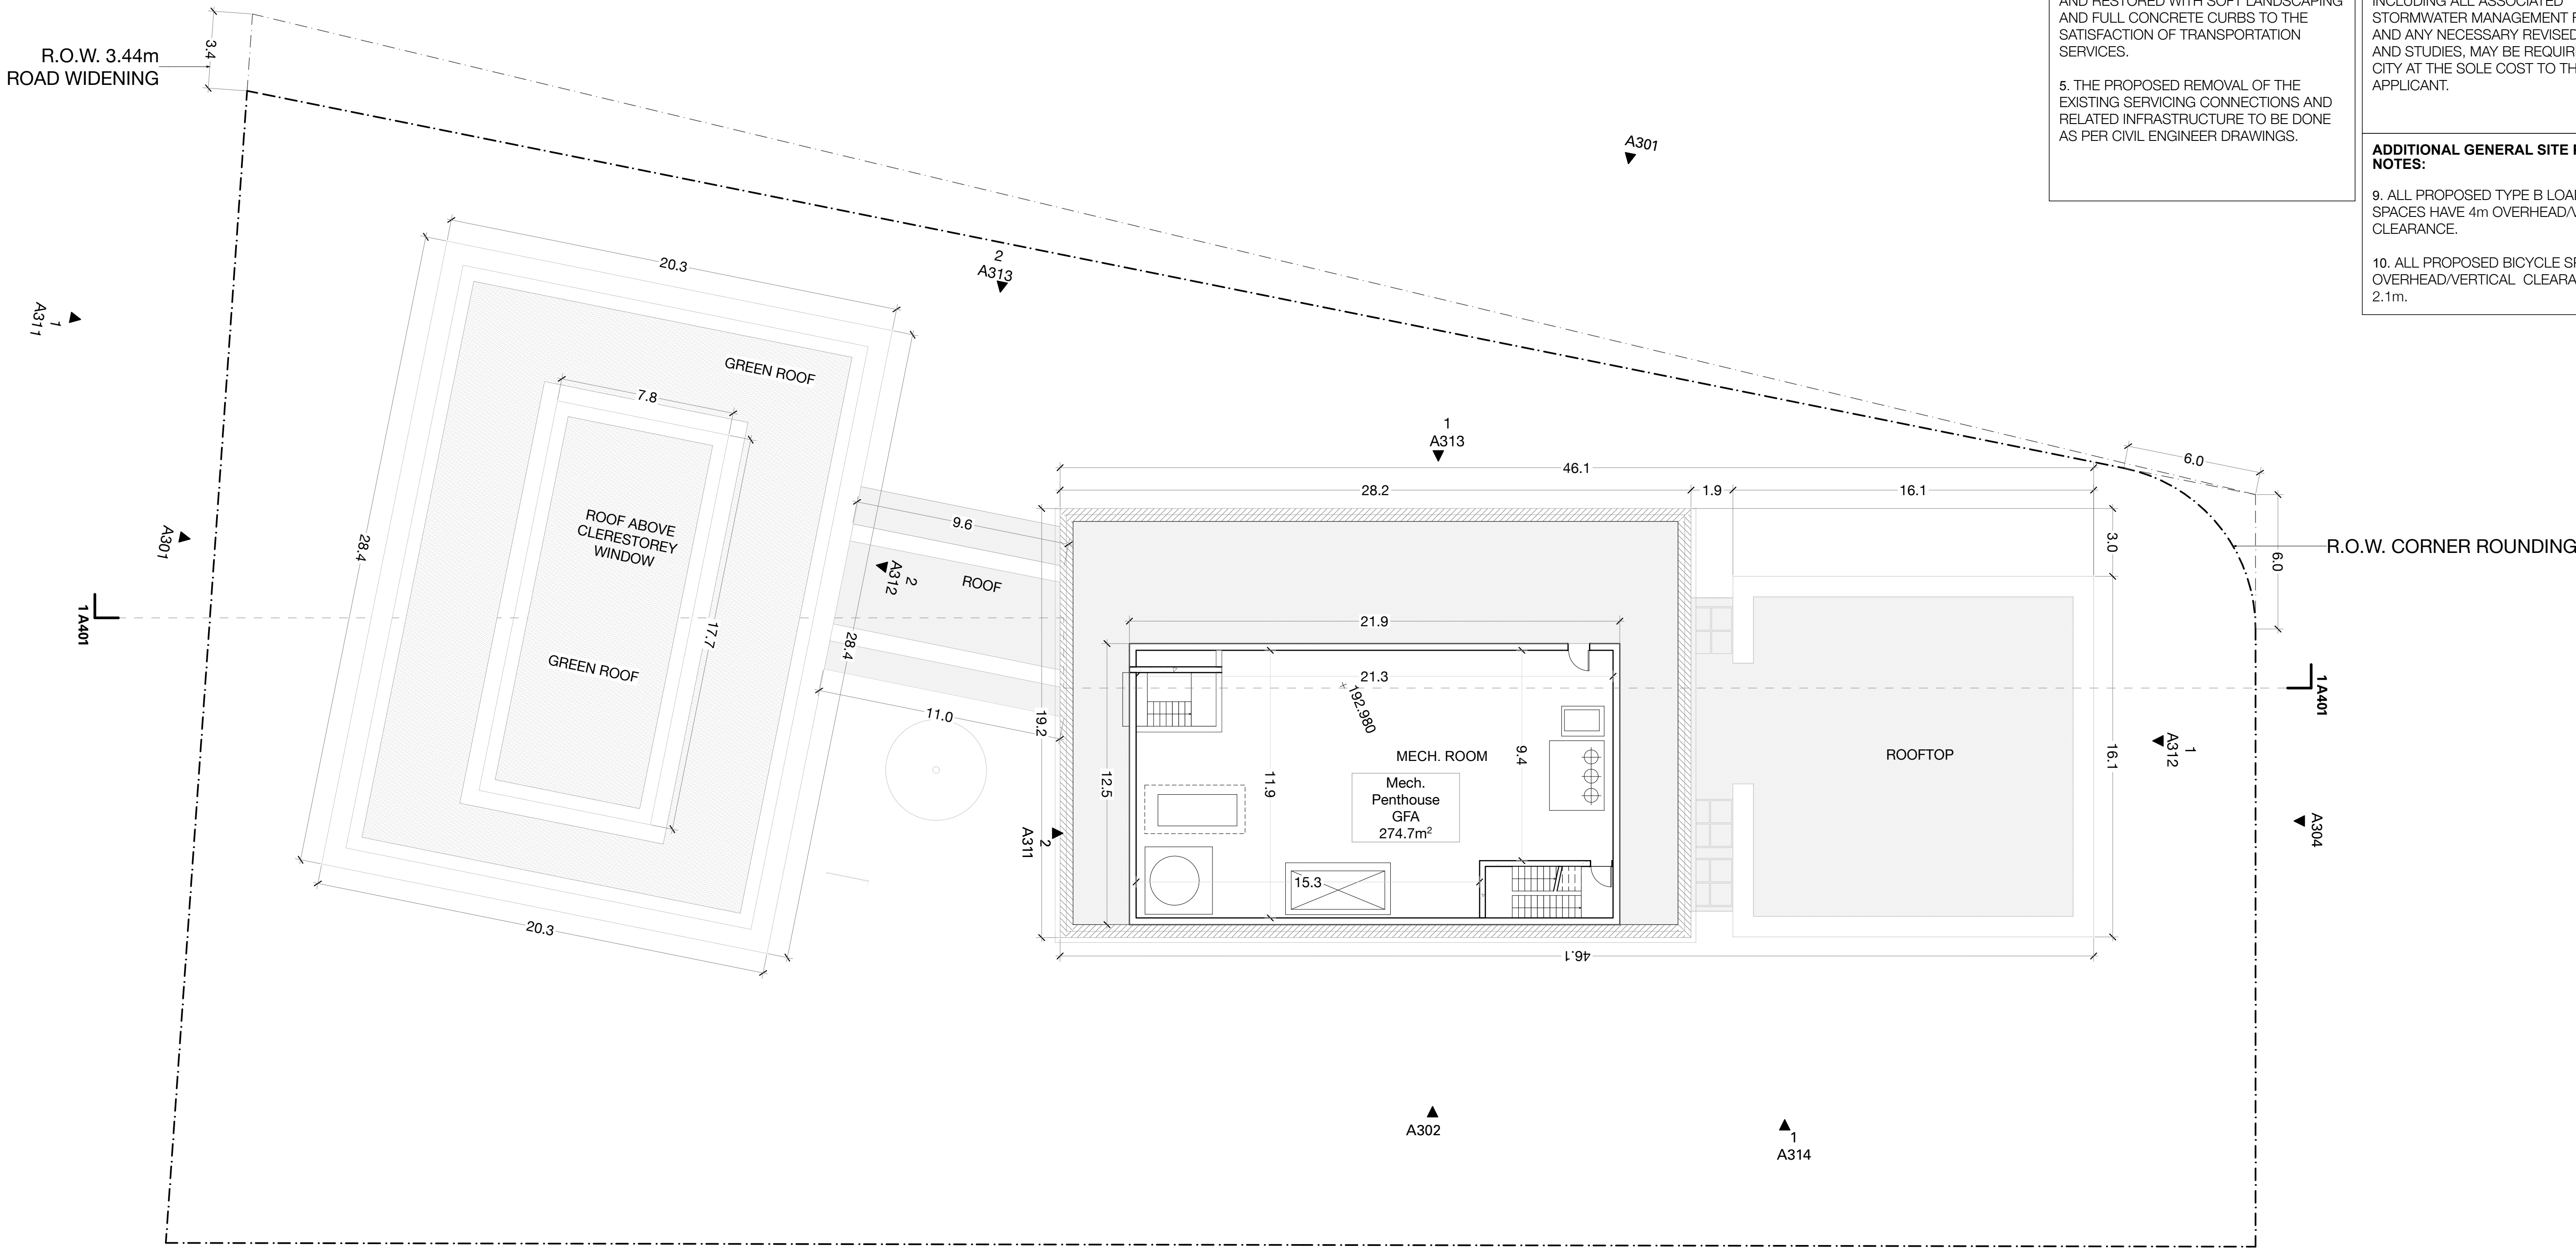 R.O.W. 3.44m
ROAD WIDENING
3.4
AND RESTORED WITH SOFT LANDSCAPING
AND FULL CONCRETE CURBS TO THE
SATISFACTION OF TRANSPORTATION
SERVICES.
5. THE PROPOSED REMOVAL OF THE
EXISTING SERVICING CONNECTIONS AND
RELATED INFRASTRUCTURE TO BE DONE
AS PER CIVIL ENGINEER DRAWINGS.
INCLUDING ALL ASSOCIATED
STORMWATER MANAGEMENT
AND ANY NECESSARY REVISED
AND STUDIES, MAY BE
CITY AT THE SOLE COST TO
APPLICANT.
ADDITIONAL GENERAL SITE
NOTES:
9. ALL PROPOSED TYPE B
SPACES HAVE 4m OVERHEAD/
CLEARANCE.
10. ALL PROPOSED BICYCLE
OVERHEAD/VERTICAL
2.1m.
A301
2
A313
1
A311
A301
1 A401
20.3
28.4
GREEN ROOF
7.8
ROOF ABOVE
CLERESTOREY
WINDOW
17.7
GREEN ROOF
28.4
20.3
9.6
2
A312
ROOF
11.0
1
A313
46.1
28.2
1.9
16.1
6.0
6.0
R.O.W. CORNER ROUNDING
3.0
19.2
21.9
21.3
192.980
12.5
11.9
9.4
MECH. ROOM
Mech.
Penthouse
GFA
274.7m²
15.3
2
A311
ROOFTOP
16.1
1 A401
1
A312
A304
46.1
A302
1
A314